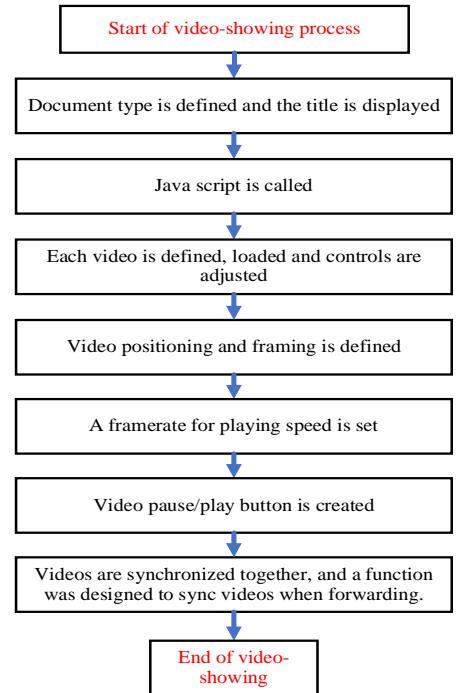 Start of video-showing process
Document type is defined and the title is displayed
Java script is called
Each video is defined, loaded and controls are
adjusted
Video positioning and framing is defined
A framerate for playing speed is set
Video pause/play button is created
Videos are synchronized together, and a function
was designed to sync videos when forwarding.
End of video-
showing